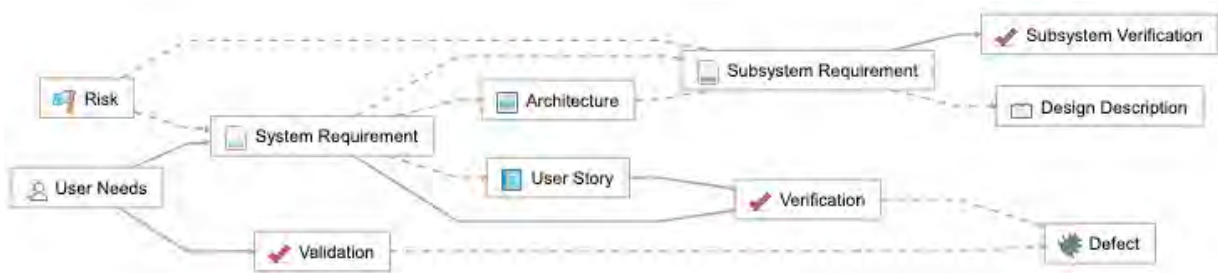 Subsystem Verification
Subsystem Requirement
Risk
Architecture
Design Description
System Requirement
User Needs
User Story
Verification
Validation
Defect